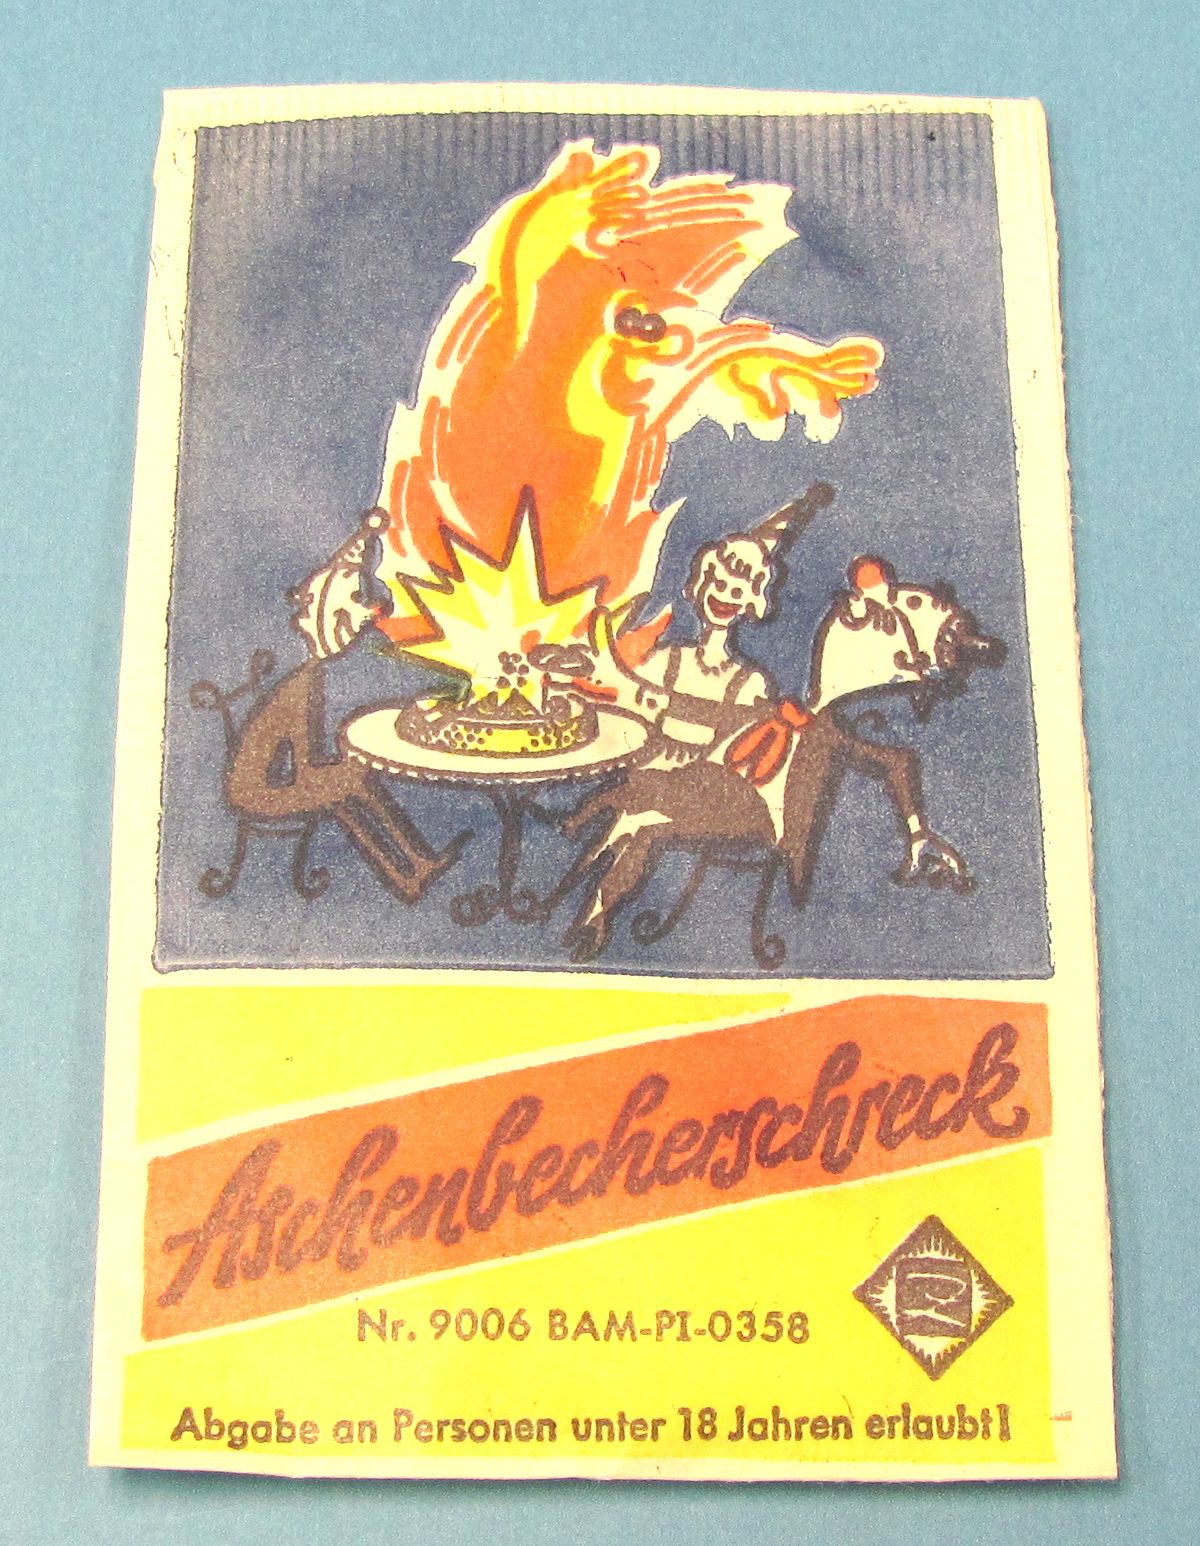 Aschenbecherschreck
Nr. 9006 BAM-PI-0358
Abgabe an Personen unter 18 Jahren erlaubt!